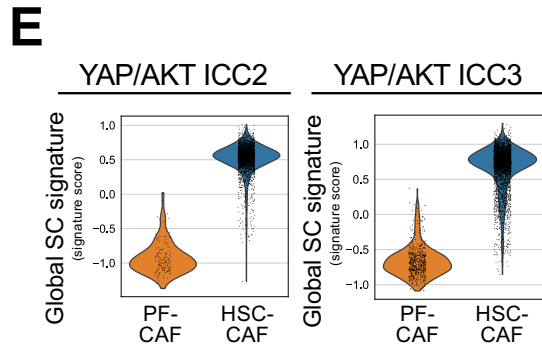 E
YAP/AKT ICC2
Global SC signature
(signature score)
1.0
0.5
0.0
−0.5
−1.0
PF-
CAF
HSC-
CAF
YAP/AKT ICC3
Global SC signature
(signature score)
1.0
0.5
0.0
−0.5
−1.0
PF-
CAF
HSC-
CAF